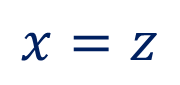 x = z